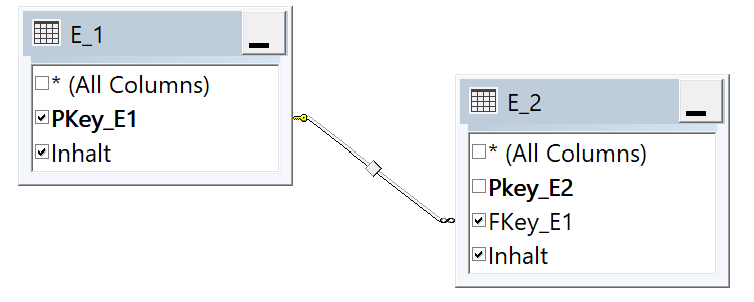 E_1
* (All Columns)
PKey_E1
Inhalt
E_2
* (All Columns)
Pkey_E2
FKey_E1
Inhalt